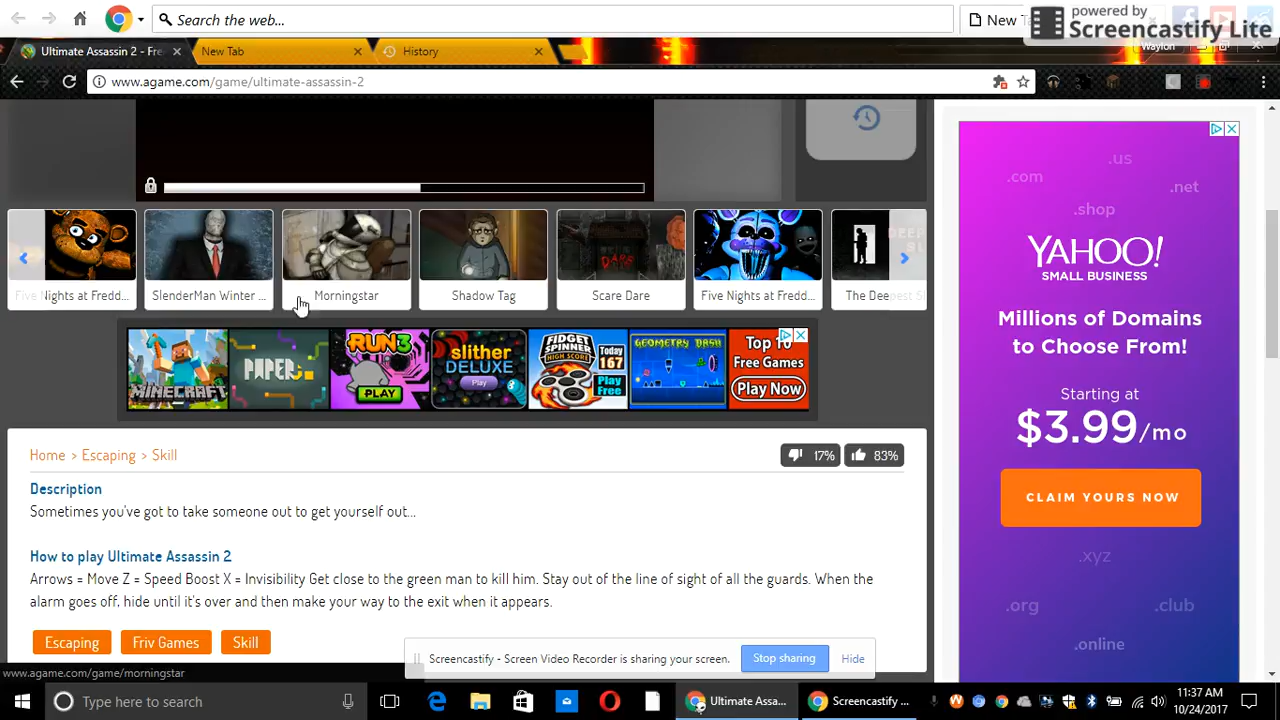 Search the web...
New
powered by
Screencastify Lite
Ultimate Assassin 2 - Fre
New Tab
History
Waylon
www.agame.com/game/ultimate-assassin-2
Five Nights at Fredd...
SlenderMan Winter ...
Morningstar
Shadow Tag
Scare Dare
Five Nights at Fredd...
The Deepest Sl
MINECRAFT
PAPER
RUN3
PLAY
slither
DELUXE
Play
FIDGET
SPINNER
HIGH SCORE
Today
167
Play
Free
GEOMETRY DASH
Top 10
Free Games
Play Now
Home > Escaping > Skill
17%
83%
Description
Sometimes you've got to take someone out to get yourself out...
How to play Ultimate Assassin 2
Arrows = Move Z = Speed Boost X = Invisibility Get close to the green man to kill him. Stay out of the line of sight of all the guards. When the
alarm goes off, hide until it's over and then make your way to the exit when it appears.
Escaping
Friv Games
Skill
.us
.com
.net
.shop
YAHOO!
SMALL BUSINESS
Millions of Domains
to Choose From!
Starting at
$3.99/mo
CLAIM YOURS NOW
.xyz
.org
.club
.online
Screencastify - Screen Video Recorder is sharing your screen.
Stop sharing
Hide
www.agame.com/game/morningstar
Type here to search
Ultimate Assa...
Screencastify ...
11:37 AM
10/24/2017